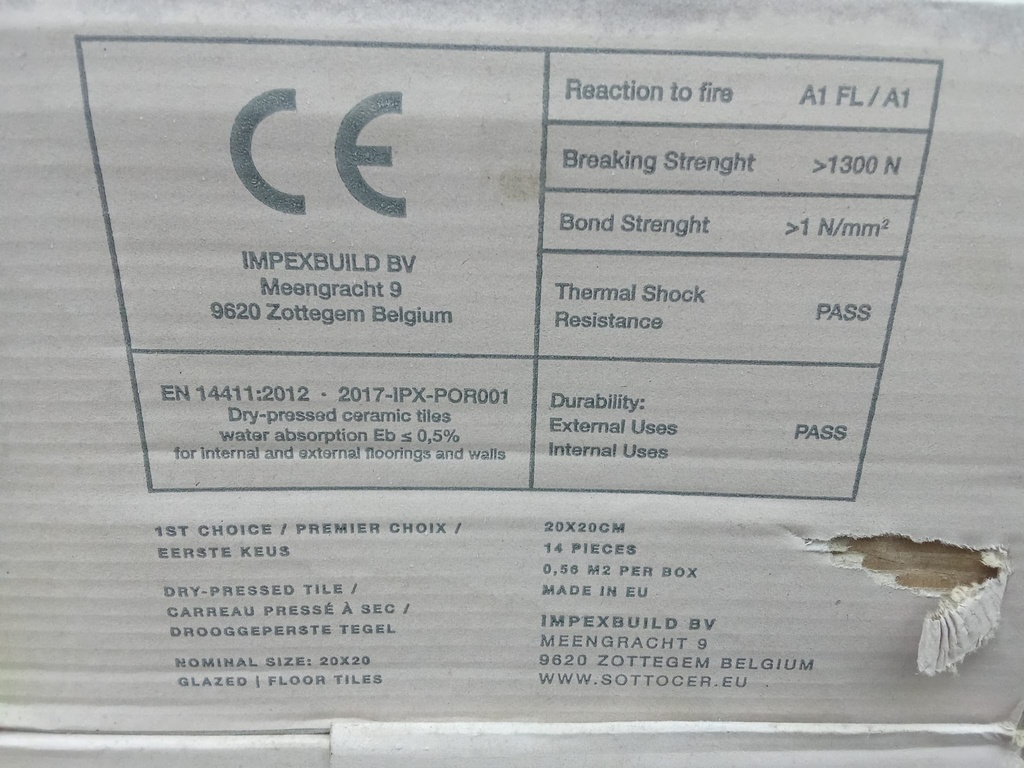 CE
IMPEXBUILD BV
Meengracht 9
9620 Zottegem Belgium
EN 14411:2012 · 2017-IPX-POR001
Dry-pressed ceramic tiles
water absorption Eb ≤ 0,5%
for internal and external floorings and walls
Reaction to fire A1 FL / A1
Breaking Strenght >1300 N
Bond Strenght >1 N/mm²
Thermal Shock
Resistance PASS
Durability:
External Uses PASS
Internal Uses
1ST CHOICE / PREMIER CHOIX /
EERSTE KEUS
DRY-PRESSED TILE /
CARREAU PRESSÉ À SEC /
DROOGGEPERSTE TEGEL
NOMINAL SIZE: 20X20
GLAZED | FLOOR TILES
20X20CM
14 PIECES
0,56 M2 PER BOX
MADE IN EU
IMPEXBUILD BV
MEENGRACHT 9
9620 ZOTTEGEM BELGIUM
WWW.SOTTOCER.EU